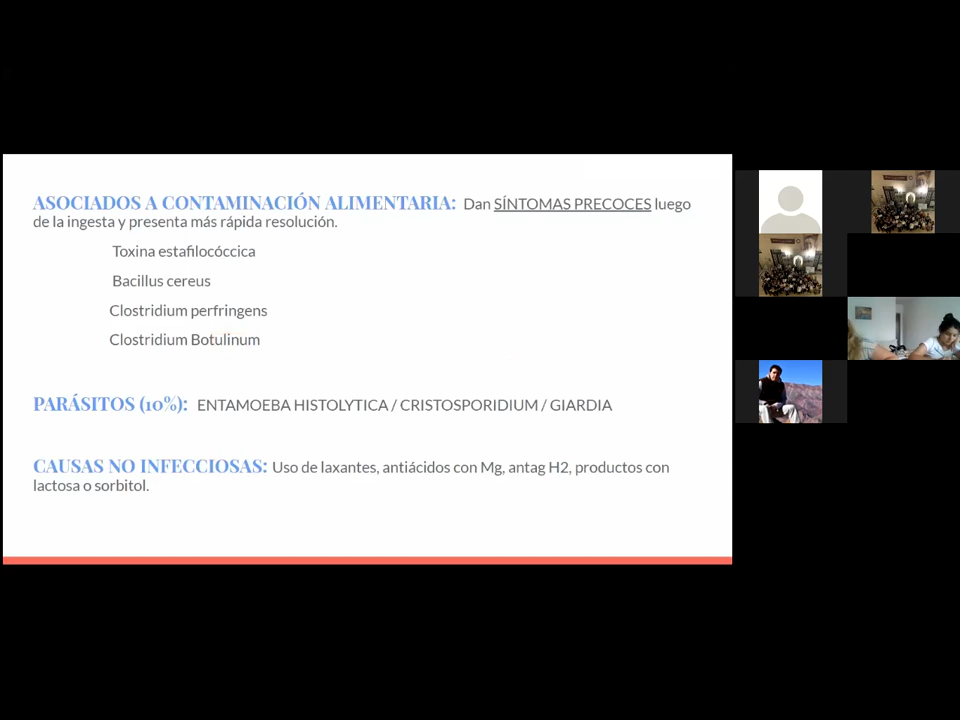 ASOCIADOS A CONTAMINACIÓN ALIMENTARIA: Dan SÍNTOMAS PRECOCES luego
de la ingesta y presenta más rápida resolución.
Toxina estafilocóccica
Bacillus cereus
Clostridium perfringens
Clostridium Botulinum
PARÁSITOS (10%): ENTAMOEBA HISTOLYTICA / CRISTOSPORIDIUM / GIARDIA
CAUSAS NO INFECCIOSAS: Uso de laxantes, antiácidos con Mg, antag H2, productos con
lactosa o sorbitol.